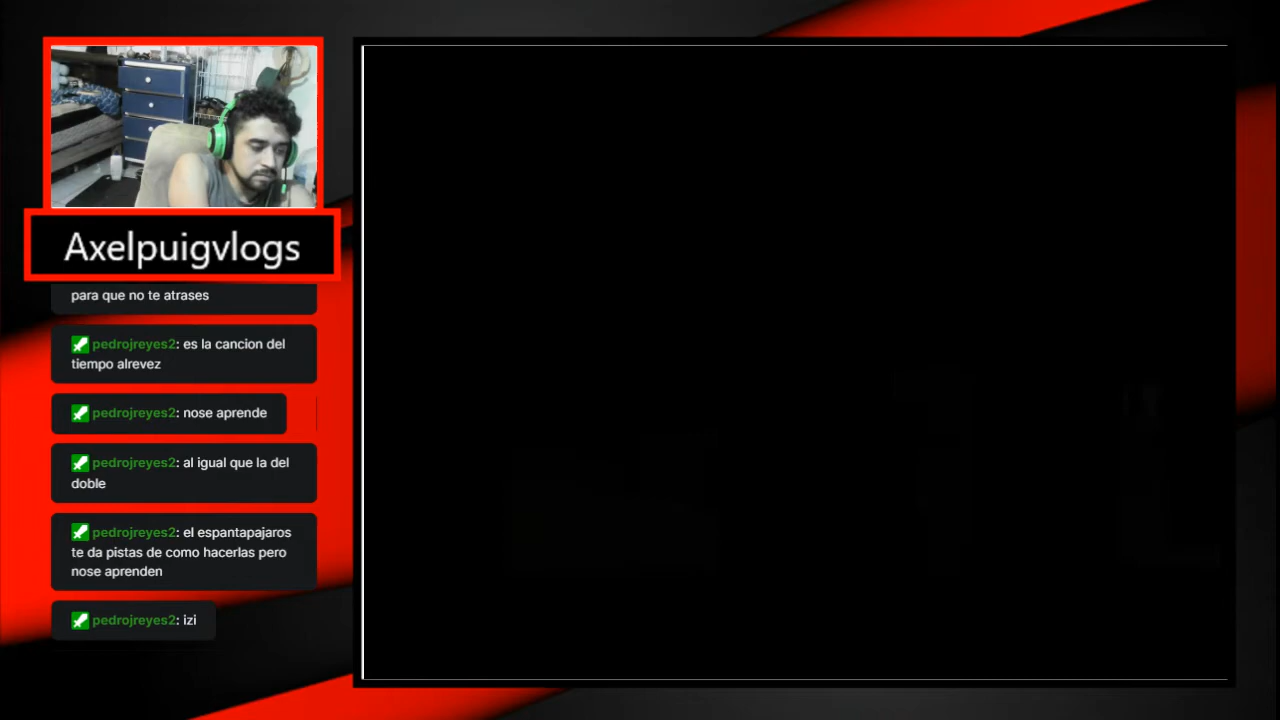 Axelpuigvlogs
para que no te atrases
pedrojreyes2: es la cancion del
tiempo alrevez
pedrojreyes2: nose aprende
pedrojreyes2: al igual que la del
doble
pedrojreyes2: el espantapajaros
te da pistas de como hacerlas pero
nose aprenden
pedrojreyes2: izi